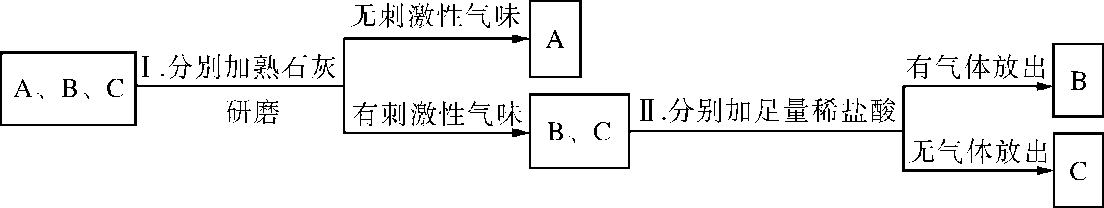 A、B、C
Ⅰ.分别加熟石灰
研磨
无刺激性气味
A
有刺激性气味
B、C
Ⅱ.分别加足量稀盐酸
有气体放出
B
无气体放出
C